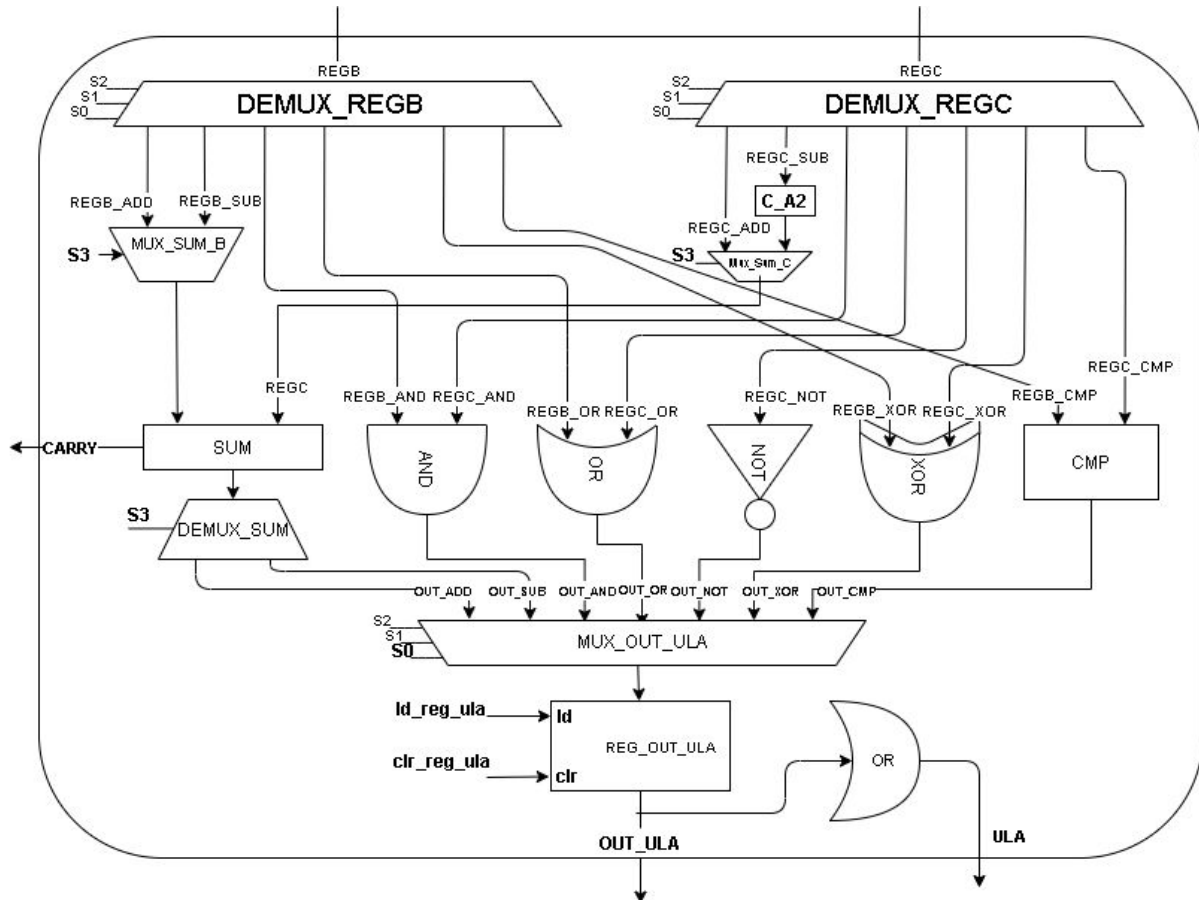 REGB
REGC
S2
S1
S0
DEMUX_REGB
S2
S1
S0
DEMUX_REGC
REGC_SUB
REGB_ADD
REGB_SUB
C_A2
REGC_ADD
S3
MUX_SUM_B
S3
Mux_Sum_C
REGC
REGB_AND
REGC_AND
REGB_OR
REGC_OR
REGC_NOT
REGB_XOR
REGC_XOR
REGB_CMP
REGC_CMP
CARRY
SUM
AND
OR
NOT
XOR
CMP
S3
DEMUX_SUM
OUT_ADD
OUT_SUB
OUT_AND
OUT_OR
OUT_NOT
OUT_XOR
OUT_CMP
S2
S1
S0
MUX_OUT_ULA
ld_reg_ula
ld
REG_OUT_ULA
clr_reg_ula
clr
OR
OUT_ULA
ULA